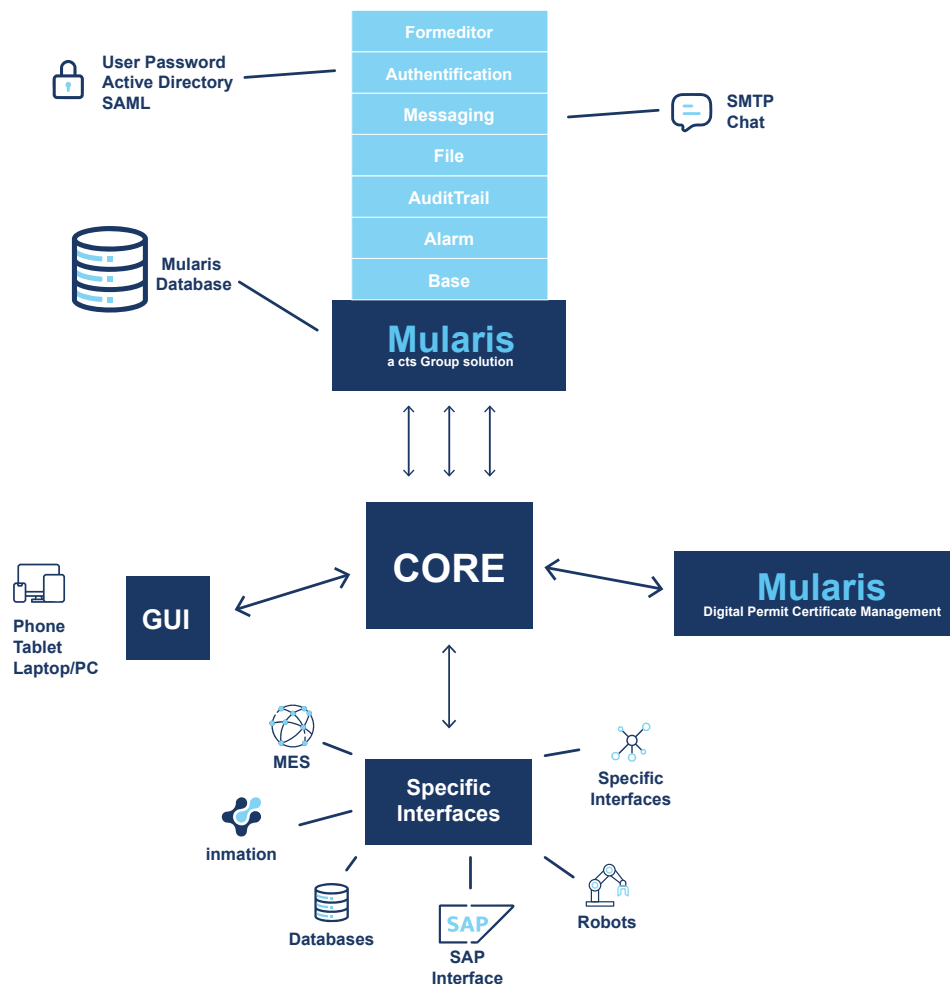 Formeditor
User Password
Active Directory
SAML
Authentification
Messaging
SMTP
Chat
File
AuditTrail
Alarm
Mularis
Database
Base
Mularis
a cts Group solution
CORE
Mularis
Digital Permit Certificate Management
GUI
Phone
Tablet
Laptop/PC
MES
Specific
Interfaces
Specific
Interfaces
inmation
Databases
SAP
SAP
Interface
Robots